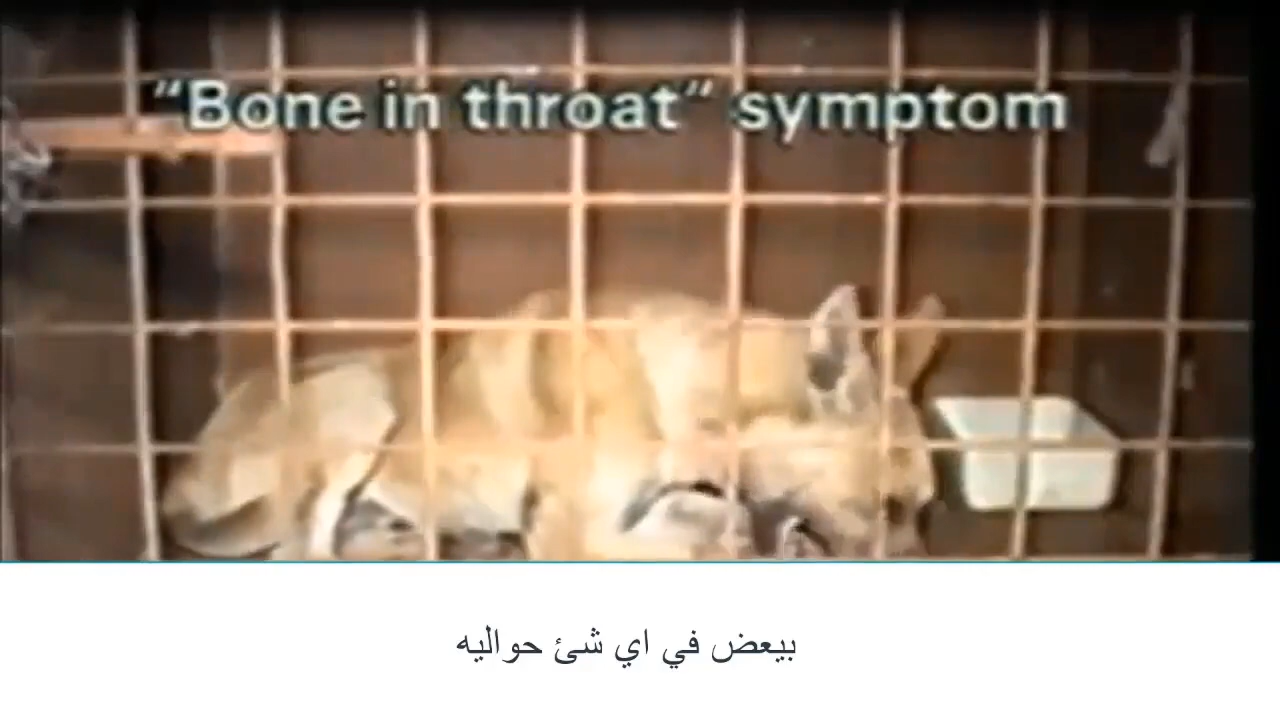 “Bone in throat“ symptom
بيعض في اي شئ حواليه